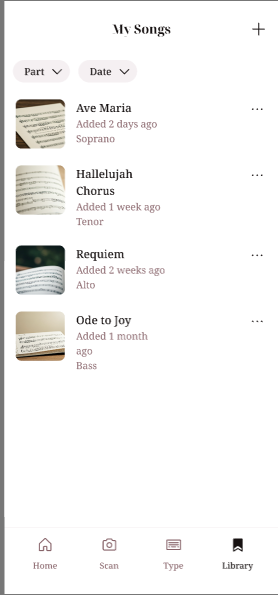 My Songs
Part
Date
Ave Maria
Added 2 days ago
Soprano
Hallelujah
Chorus
Added 1 week ago
Tenor
Requiem
Added 2 weeks ago
Alto
Ode to Joy
Added 1 month
ago
Bass
Home
Scan
Type
Library